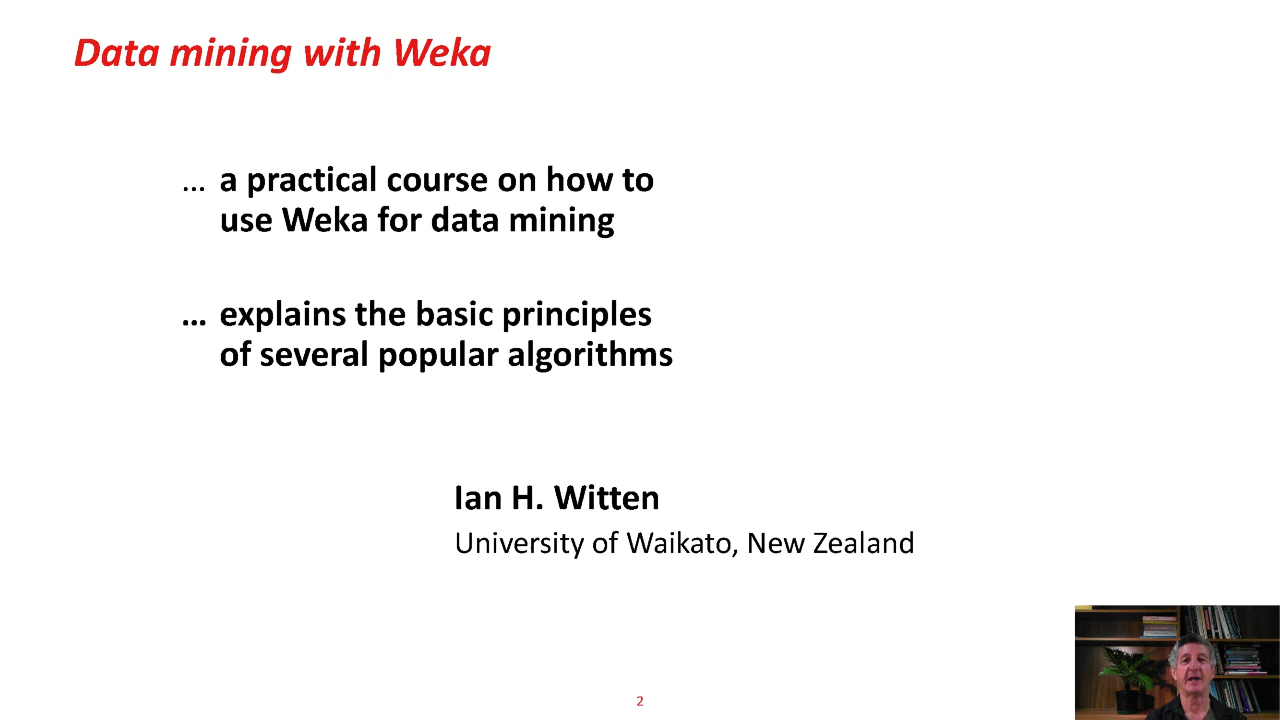 Data mining with Weka
... a practical course on how to
use Weka for data mining
... explains the basic principles
of several popular algorithms
Ian H. Witten
University of Waikato, New Zealand
2